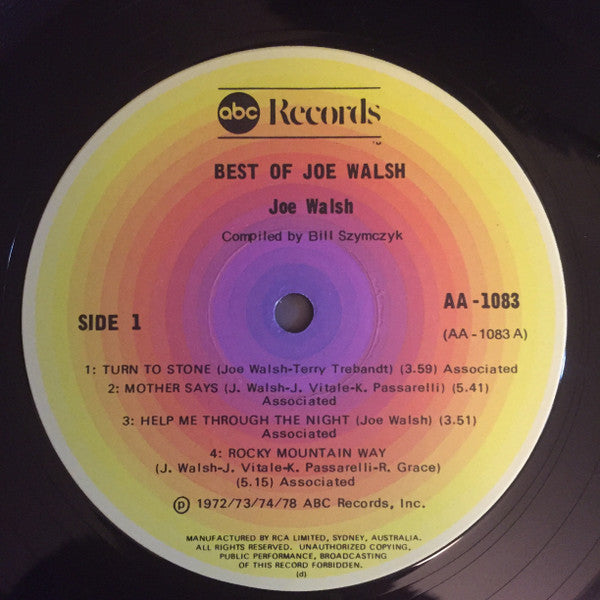 abc Records
BEST OF JOE WALSH
Joe Walsh
Compiled by Bill Szymczyk
SIDE 1
AA-1083
(AA-1083 A)
1: TURN TO STONE (Joe Walsh-Terry Trebandt) (3.59) Associated
2: MOTHER SAYS (J. Walsh-J. Vitale-K. Passarelli) (5.41)
Associated
3: HELP ME THROUGH THE NIGHT (Joe Walsh) (3.51)
Associated
4: ROCKY MOUNTAIN WAY
(J. Walsh-J. Vitale-K. Passarelli-R. Grace)
(5.15) Associated
℗ 1972/73/74/78 ABC Records, Inc.
MANUFACTURED BY RCA LIMITED, SYDNEY, AUSTRALIA.
ALL RIGHTS RESERVED. UNAUTHORIZED COPYING,
PUBLIC PERFORMANCE, BROADCASTING
OF THIS RECORD FORBIDDEN.
(d)